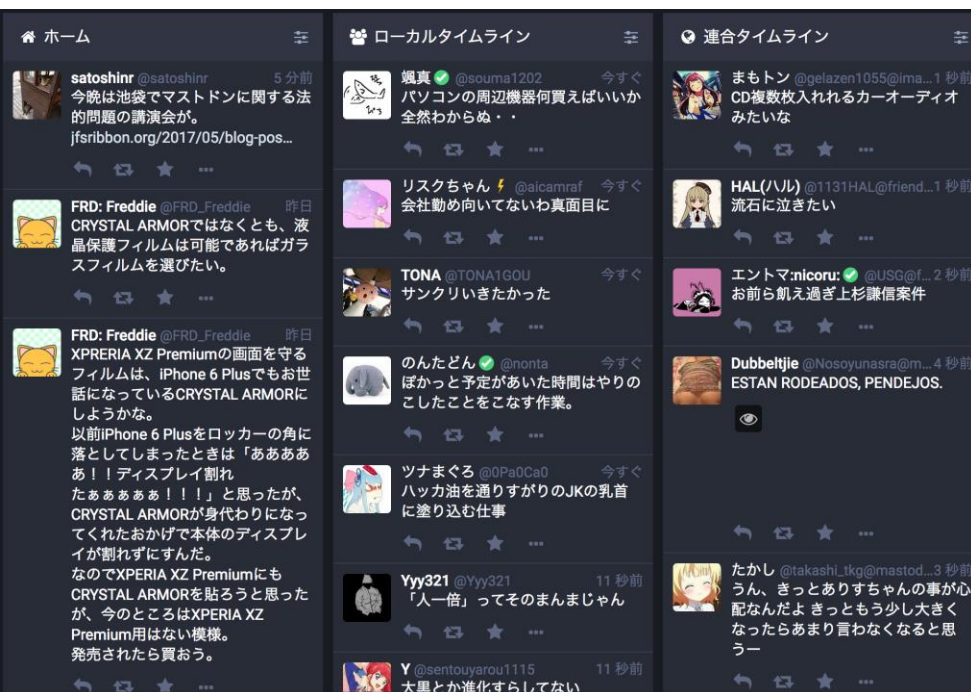 ホーム
satoshinr @satoshinr 5 分前
今晩は池袋でマストドンに関する法
的問題の講演会が。
jfsribbon.org/2017/05/blog-pos...
FRD: Freddie @FRD_Freddie 昨日
CRYSTAL ARMORではなくとも、液
晶保護フィルムは可能であればガラ
スフィルムを選びたい。
FRD: Freddie @FRD_Freddie 昨日
XPRERIA XZ Premiumの画面を守る
フィルムは、iPhone 6 Plusでもお世
話になっているCRYSTAL ARMORに
しようかな。
以前iPhone 6 Plusをロッカーの角に
落としてしまったときは「ああああ
あ！！ディスプレイ割れ
たぁぁぁぁぁ！！！」と思ったが、
CRYSTAL ARMORが身代わりになっ
てくれたおかげで本体のディスプレ
イが割れずにすんだ。
なのでXPERIA XZ Premiumにも
CRYSTAL ARMORを貼ろうと思った
が、今のところはXPERIA XZ
Premium用はない模様。
発売されたら買おう。
ローカルタイムライン
颯真 @souma1202 今すぐ
パソコンの周辺機器何買えばいいか
全然わからぬ・・
リスクちゃん @aicamraf 今すぐ
会社勤め向いてないわ真面目に
TONA @TONA1GOU 今すぐ
サンクリいきたかった
のんたどん @nonta 今すぐ
ぽかっと予定があいた時間はやりの
こしたことをこなす作業。
ツナまぐろ @0Pa0Ca0 今すぐ
ハッカ油を通りすがりのJKの乳首
に塗り込む仕事
Yyy321 @Yyy321 11 秒前
「人一倍」ってそのまんまじゃん
Y @sentouyarou1115 11 秒前
大黒とか進化すらしてない
連合タイムライン
まもトン @gelazen1055@ima...1 秒前
CD複数枚入れれるカーオーディオ
みたいな
HAL(ハル) @1131HAL@friend...1 秒前
流石に泣きたい
エントマ:nicoru: @USG@f...2 秒前
お前ら飢え過ぎ上杉謙信案件
Dubbeltjie @Nosoyunasra@m...4 秒前
ESTAN RODEADOS, PENDEJOS.
たかし @takashi_tkg@mastod...3 秒前
うん、きっとありすちゃんの事が心
配なんだよ きっともう少し大きく
なったらあまり言わなくなると思
うー